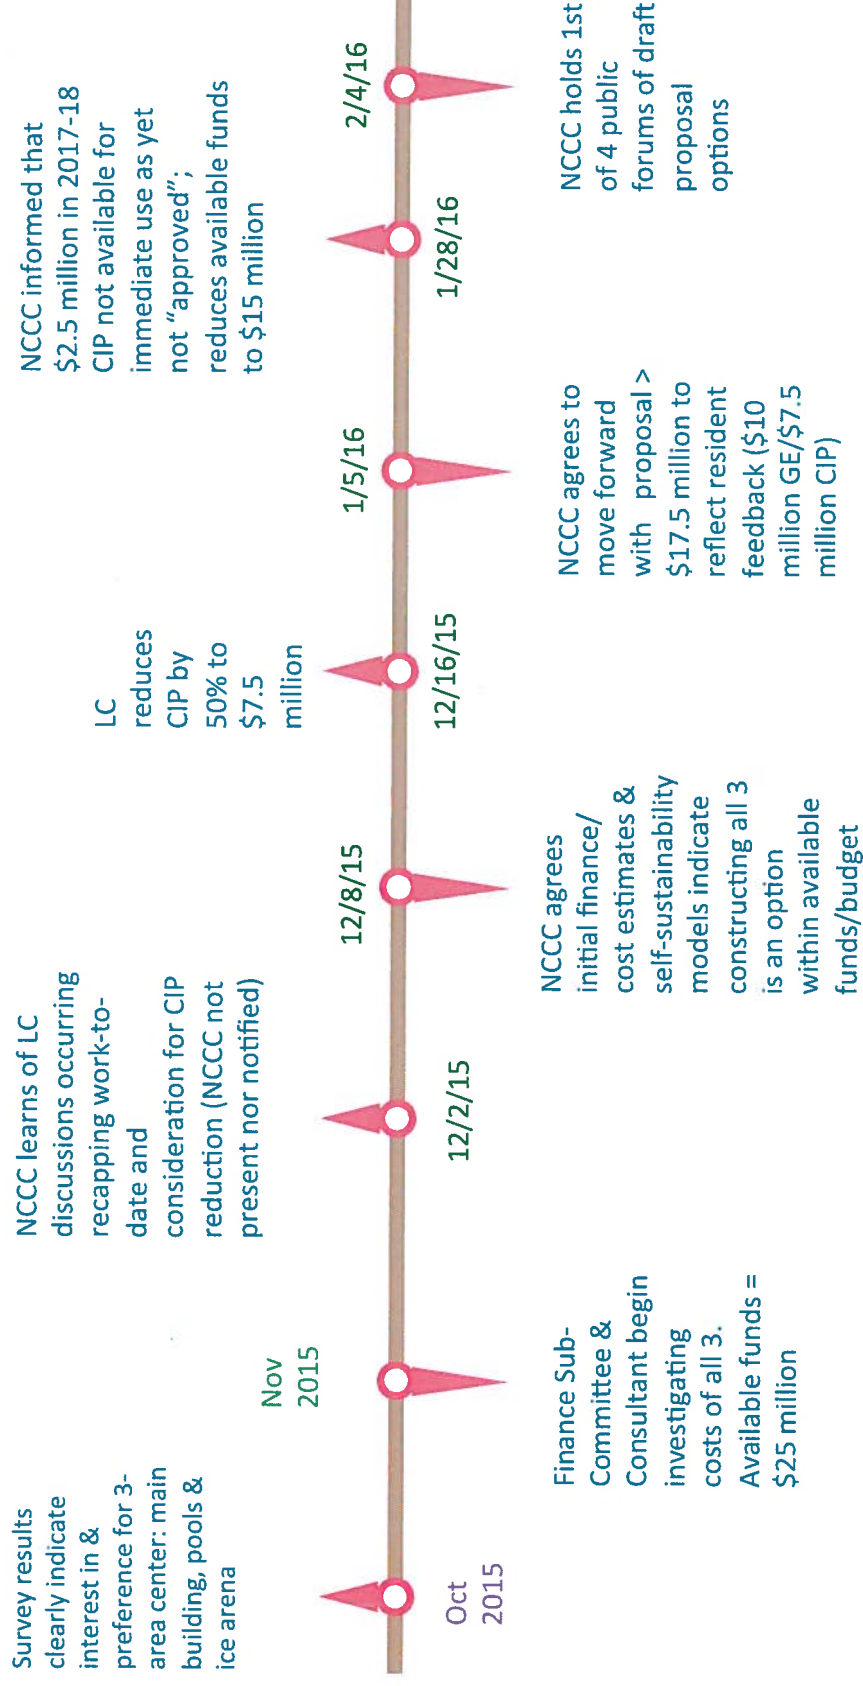 Survey results
clearly indicate
interest in &
preference for 3-
area center: main
building, pools &
ice arena
Oct
2015
Nov
2015
Finance Sub-
Committee &
Consultant begin
investigating
costs of all 3.
Available funds =
$25 million
NCCC learns of LC
discussions occurring
recapping work-to-
date and
consideration for CIP
reduction (NCCC not
present nor notified)
12/2/15
12/8/15
NCCC agrees
initial finance/
cost estimates &
self-sustainability
models indicate
constructing all 3
is an option
within available
funds/budget
LC
reduces
CIP by
50% to
$7.5
million
12/16/15
1/5/16
NCCC agrees to
move forward
with proposal >
$17.5 million to
reflect resident
feedback ($10
million GE/$7.5
million CIP)
NCCC informed that
$2.5 million in 2017-18
CIP not available for
immediate use as yet
not "approved";
reduces available funds
to $15 million
1/28/16
2/4/16
NCCC holds 1st
of 4 public
forums of draft
proposal
options